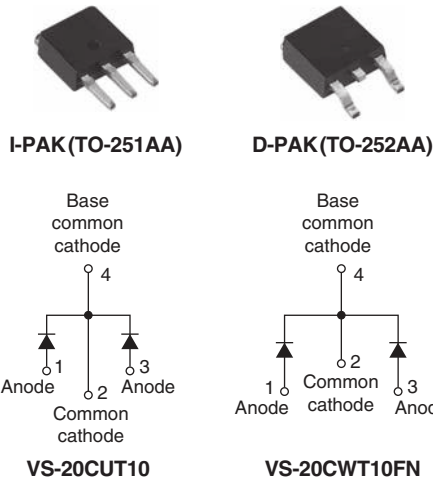 I-PAK (TO-251AA)
D-PAK (TO-252AA)
Base
common
cathode
4
1
3
Anode
2
Anode
Common
cathode
VS-20CUT10
Base
common
cathode
4
2
1
Common
3
Anode
cathode
Anod
VS-20CWT10FN